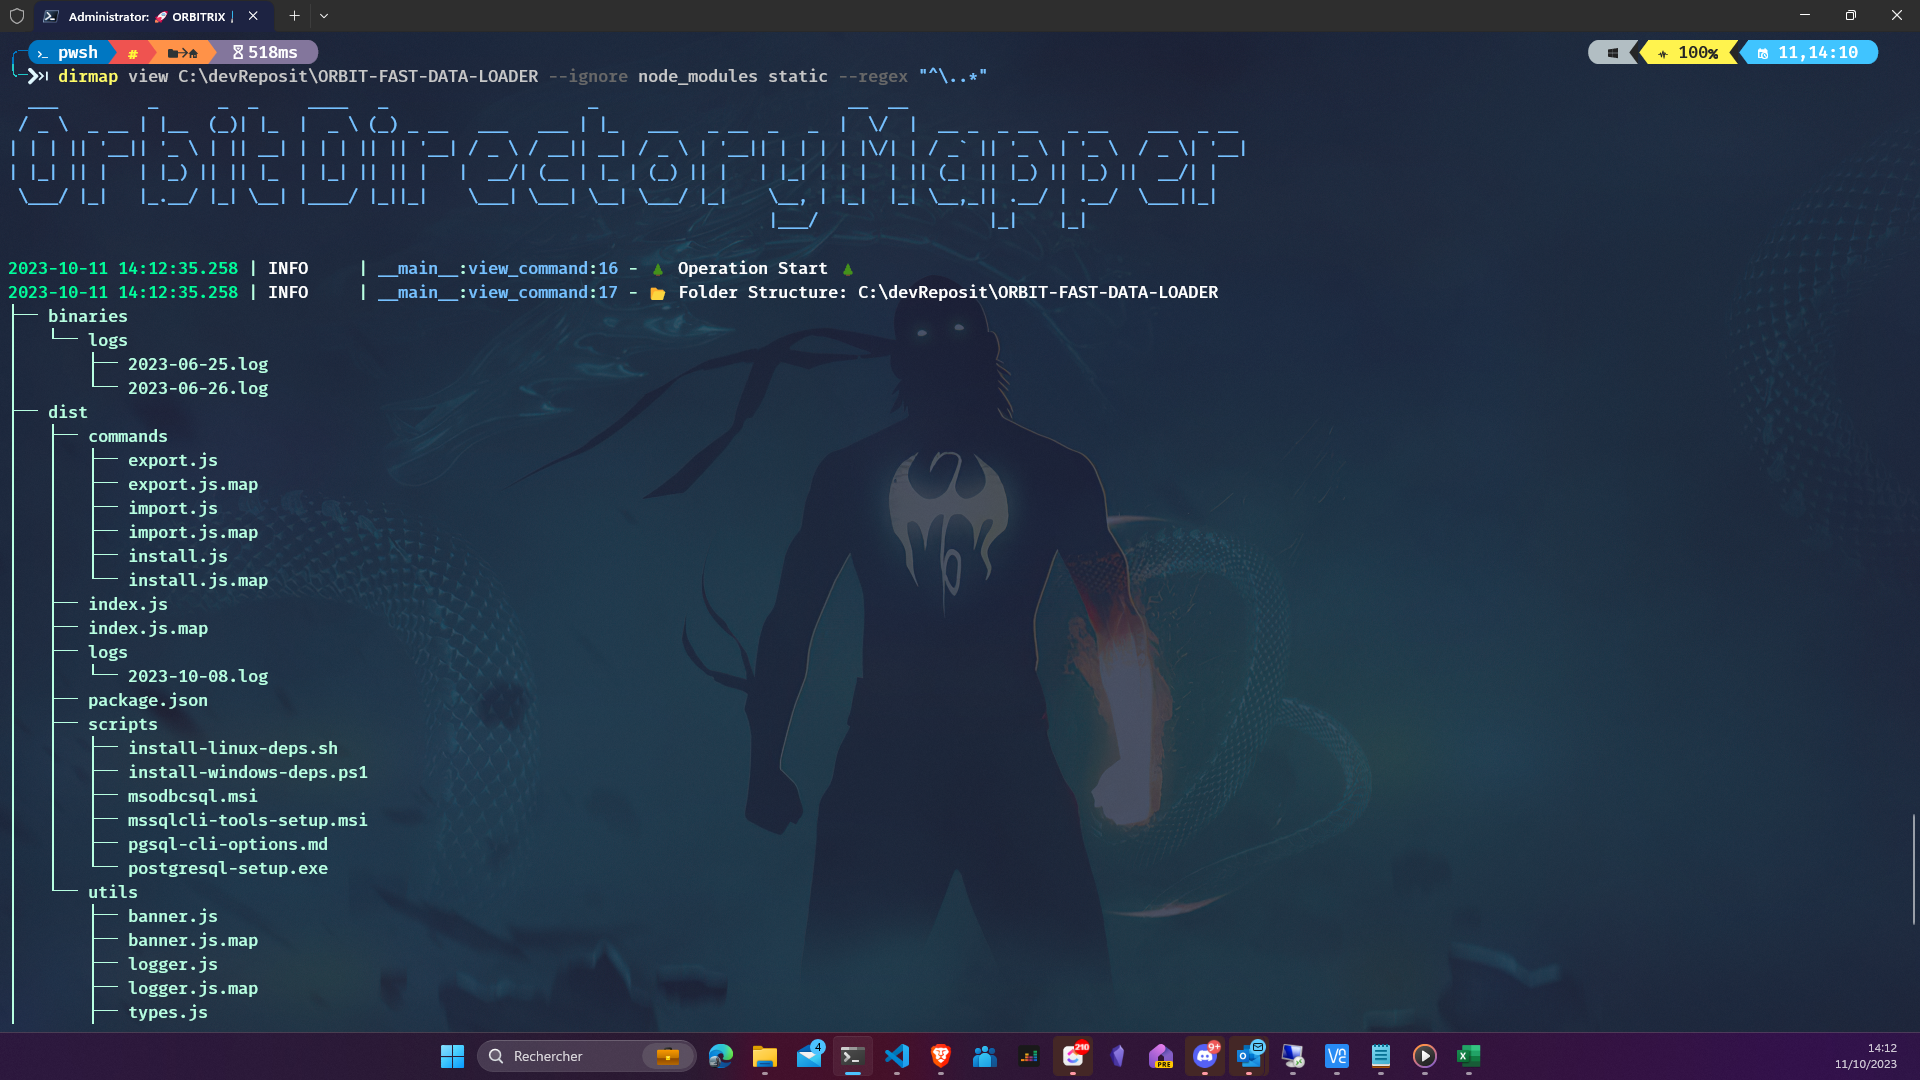 Administrator: 🚀 ORBITRIX |
pwsh # 518ms 100% 11,14:10
dirmap view C:\devReposit\ORBIT-FAST-DATA-LOADER --ignore node_modules static --regex "^\..*"
OrbitDirectoryMapper
2023-10-11 14:12:35.258 | INFO     | __main__:view_command:16 - 🌲 Operation Start 🌲
2023-10-11 14:12:35.258 | INFO     | __main__:view_command:17 - 📂 Folder Structure: C:\devReposit\ORBIT-FAST-DATA-LOADER
├── binaries
│   └── logs
│       ├── 2023-06-25.log
│       └── 2023-06-26.log
├── dist
│   ├── commands
│   │   ├── export.js
│   │   ├── export.js.map
│   │   ├── import.js
│   │   ├── import.js.map
│   │   ├── install.js
│   │   └── install.js.map
│   ├── index.js
│   ├── index.js.map
│   ├── logs
│   │   └── 2023-10-08.log
│   ├── package.json
│   ├── scripts
│   │   ├── install-linux-deps.sh
│   │   ├── install-windows-deps.ps1
│   │   ├── msodbcsql.msi
│   │   ├── mssqlcli-tools-setup.msi
│   │   ├── pgsql-cli-options.md
│   │   └── postgresql-setup.exe
│   └── utils
│       ├── banner.js
│       ├── banner.js.map
│       ├── logger.js
│       ├── logger.js.map
│       ├── types.js
Rechercher
4
210
PRE
9+
14:12
11/10/2023